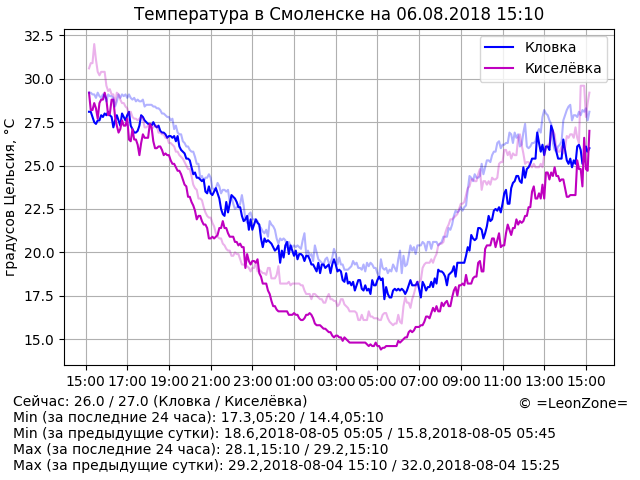 Температура в Смоленске на 06.08.2018 15:10
Кловка
Киселёвка
градусов Цельсия, °C
32.5
30.0
27.5
25.0
22.5
20.0
17.5
15.0
15:00 17:00 19:00 21:00 23:00 01:00 03:00 05:00 07:00 09:00 11:00 13:00 15:00
Сейчас: 26.0 / 27.0 (Кловка / Киселёвка)
© =LeonZone=
Min (за последние 24 часа): 17.3,05:20 / 14.4,05:10
Min (за предыдущие сутки): 18.6,2018-08-05 05:05 / 15.8,2018-08-05 05:45
Max (за последние 24 часа): 28.1,15:10 / 29.2,15:10
Max (за предыдущие сутки): 29.2,2018-08-04 15:10 / 32.0,2018-08-04 15:25